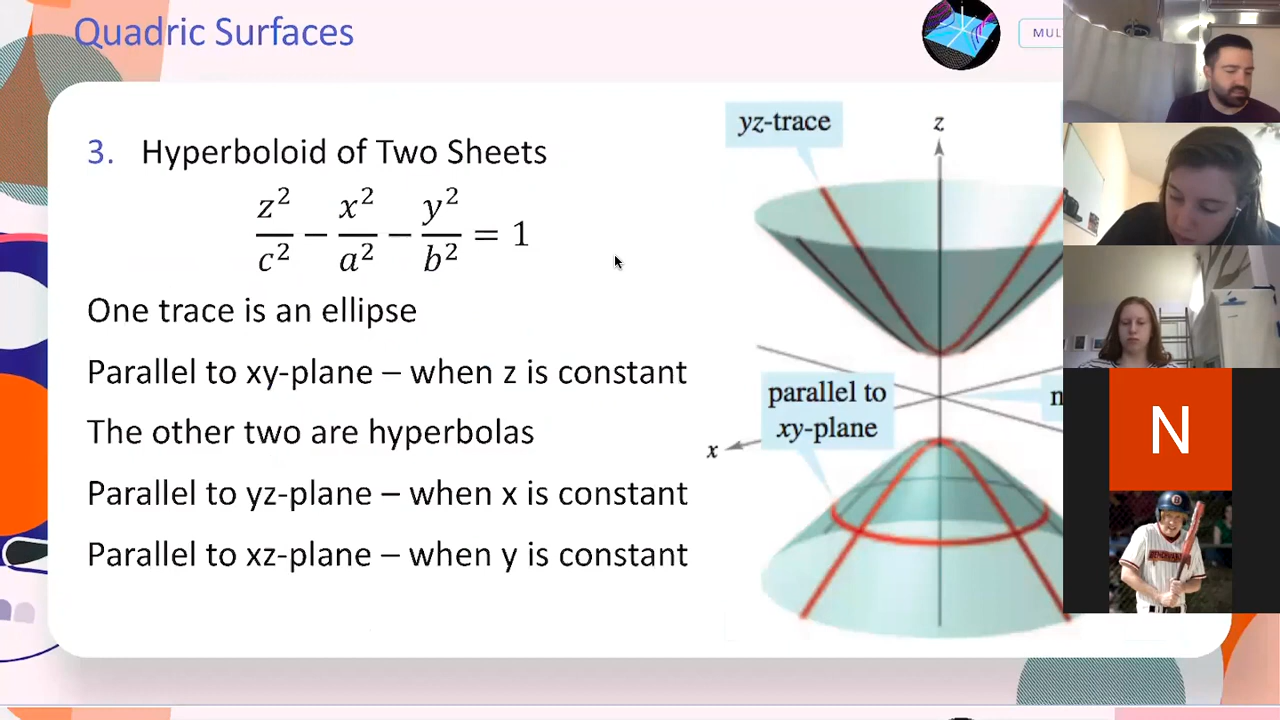 Quadric Surfaces
MUL
3. Hyperboloid of Two Sheets
z²/c² − x²/a² − y²/b² = 1
One trace is an ellipse
Parallel to xy-plane – when z is constant
The other two are hyperbolas
Parallel to yz-plane – when x is constant
Parallel to xz-plane – when y is constant
yz-trace
z
parallel to
xy-plane
n
x
N